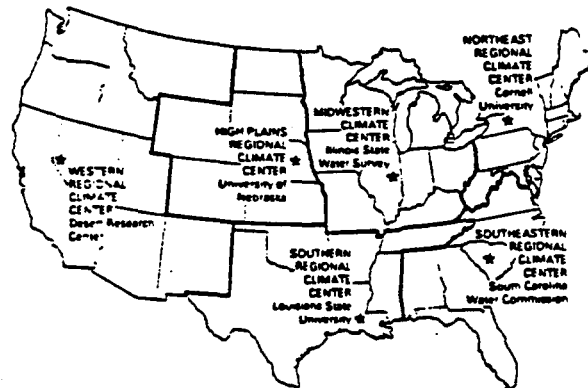 NORTHEAST
REGIONAL
CLIMATE
CENTER
Cornell
University
MIDWESTERN
CLIMATE
CENTER
Illinois State
Water Survey
HIGH PLAINS
REGIONAL
CLIMATE
CENTER
University of
Nebraska
WESTERN
REGIONAL
CLIMATE
CENTER
Desert Research
Center
SOUTHERN
REGIONAL
CLIMATE
CENTER
Louisiana State
University
SOUTHEASTERN
REGIONAL
CLIMATE
CENTER
South Carolina
Water Commission